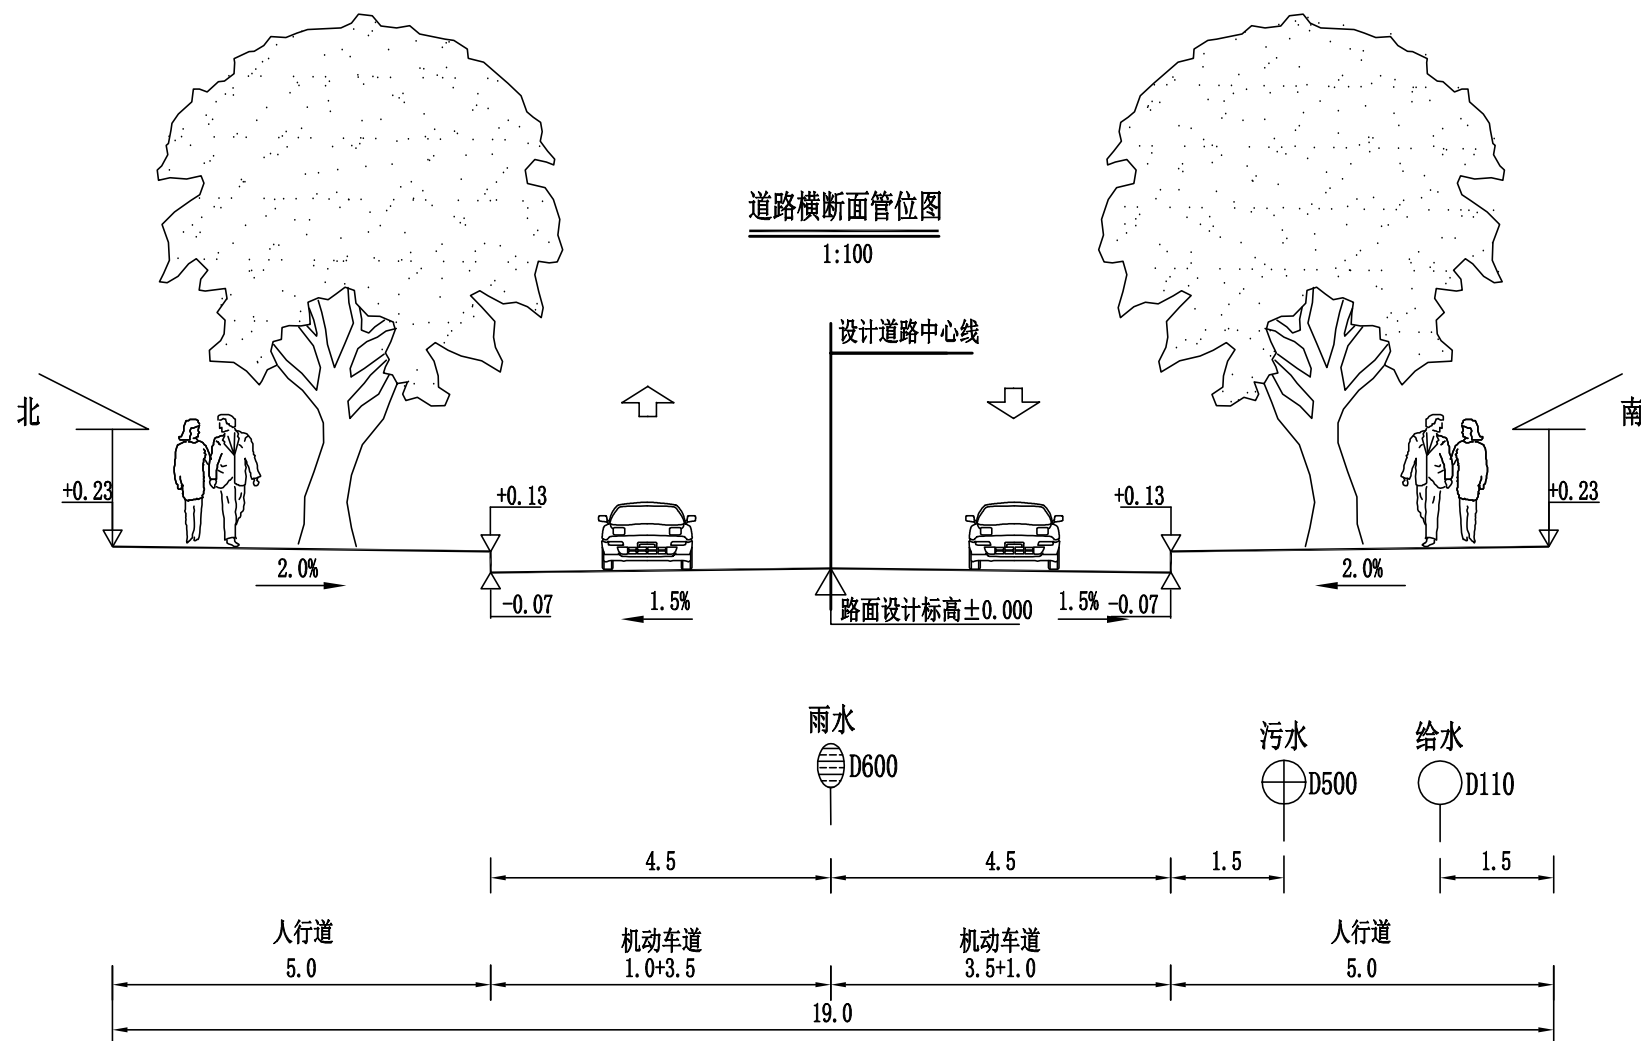 道路横断面管位图
1:100
设计道路中心线
北
南
+0.23
+0.13
+0.13
+0.23
2.0%
-0.07
1.5%
路面设计标高±0.000
1.5%
-0.07
2.0%
雨水
D600
污水
D500
给水
D110
4.5
4.5
1.5
1.5
人行道
5.0
机动车道
1.0+3.5
机动车道
3.5+1.0
人行道
5.0
19.0